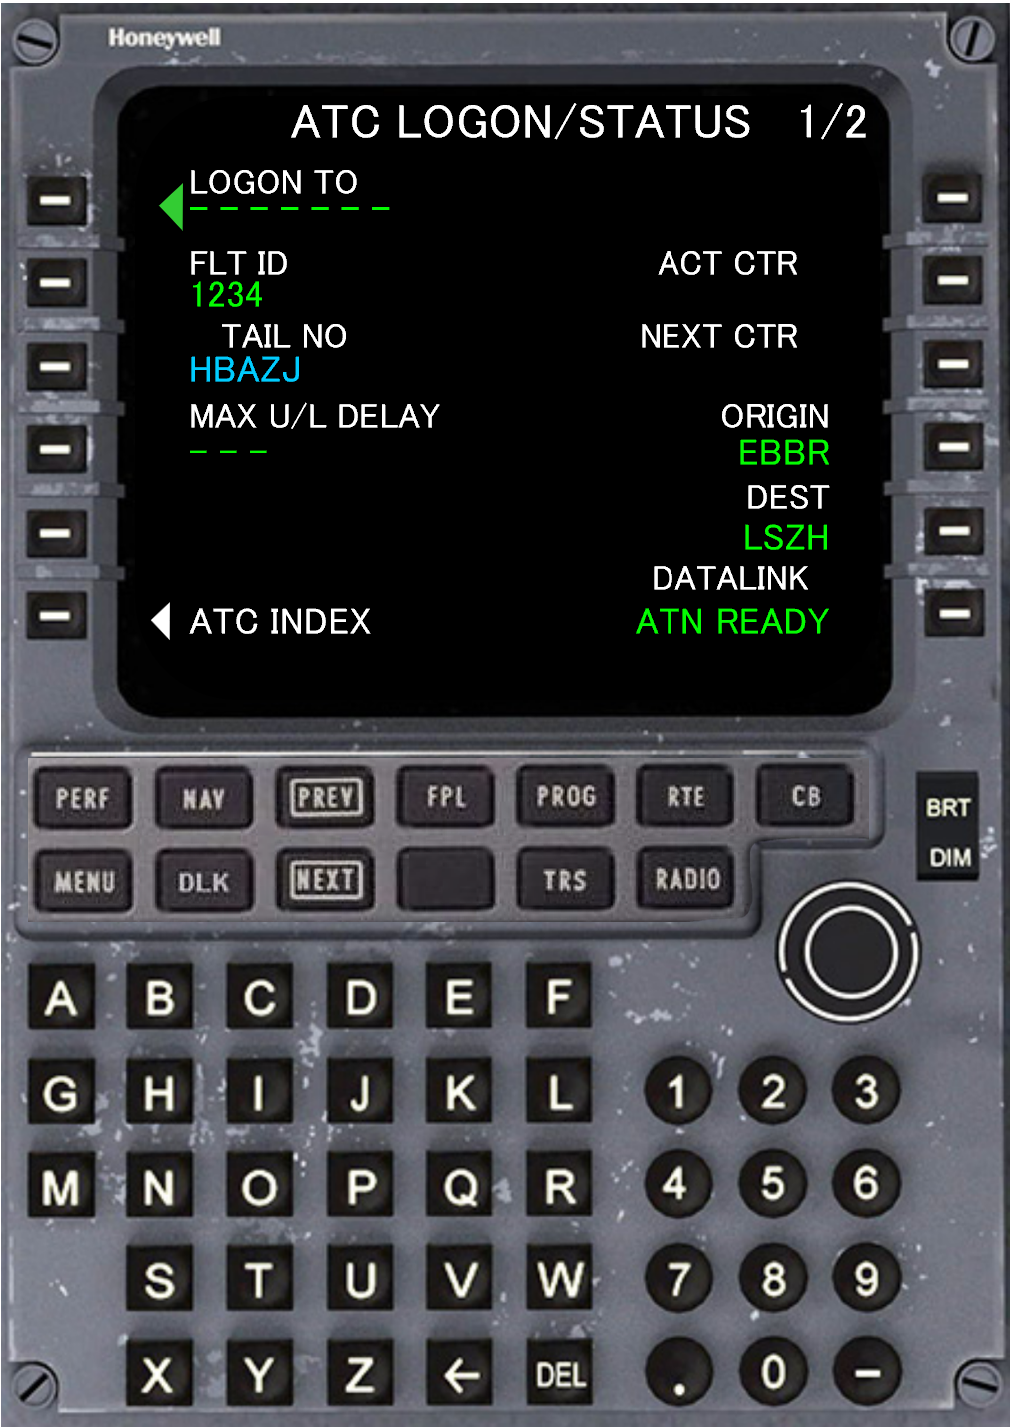 Honeywell
ATC LOGON/STATUS 1/2
LOGON TO
- - - - - - -
FLT ID ACT CTR
1234
TAIL NO NEXT CTR
HBAZJ
MAX U/L DELAY ORIGIN
- - - EBBR
DEST
LSZH
DATALINK
ATC INDEX ATN READY
PERF NAV PREV FPL PROG RTE CB
BRT
MENU DLK NEXT TRS RADIO
DIM
A B C D E F
G H I J K L 1 2 3
M N O P Q R 4 5 6
S T U V W 7 8 9
X Y Z ← DEL . 0 -